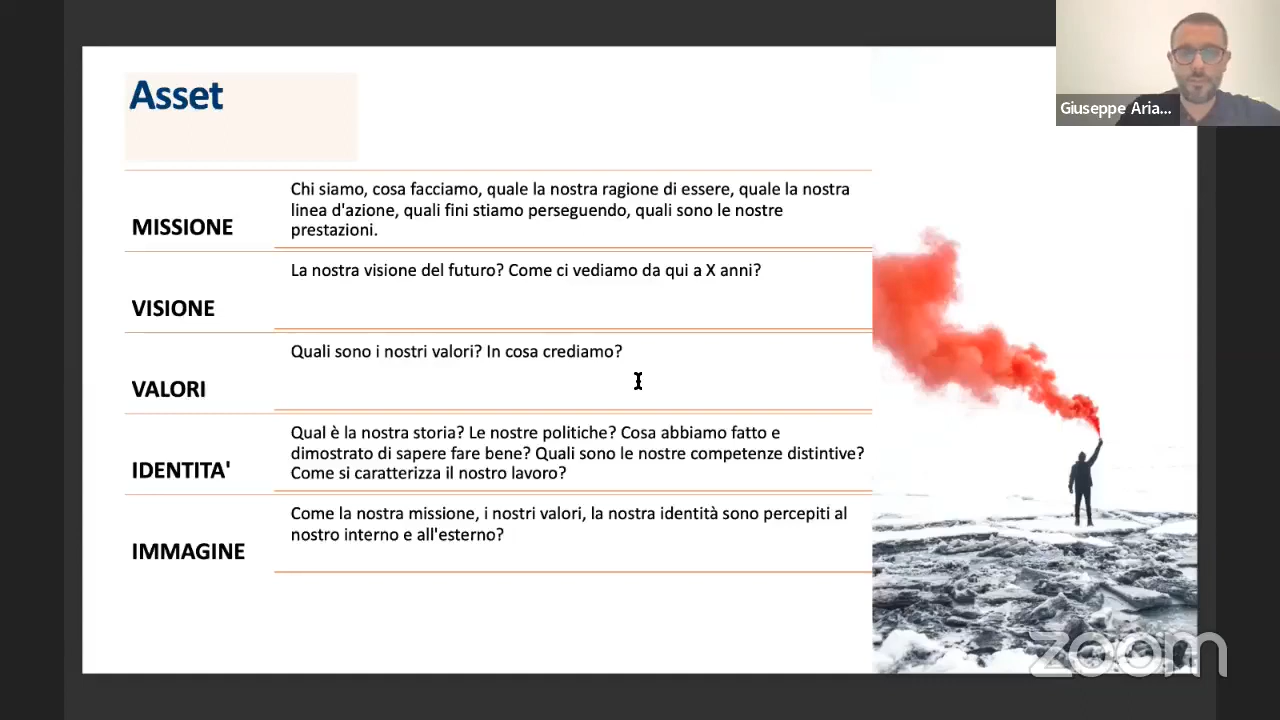 Asset
Giuseppe Aria...
MISSIONE
Chi siamo, cosa facciamo, quale la nostra ragione di essere, quale la nostra
linea d'azione, quali fini stiamo perseguendo, quali sono le nostre
prestazioni.
VISIONE
La nostra visione del futuro? Come ci vediamo da qui a X anni?
VALORI
Quali sono i nostri valori? In cosa crediamo?
IDENTITA'
Qual è la nostra storia? Le nostre politiche? Cosa abbiamo fatto e
dimostrato di sapere fare bene? Quali sono le nostre competenze distintive?
Come si caratterizza il nostro lavoro?
IMMAGINE
Come la nostra missione, i nostri valori, la nostra identità sono percepiti al
nostro interno e all'esterno?
zoom